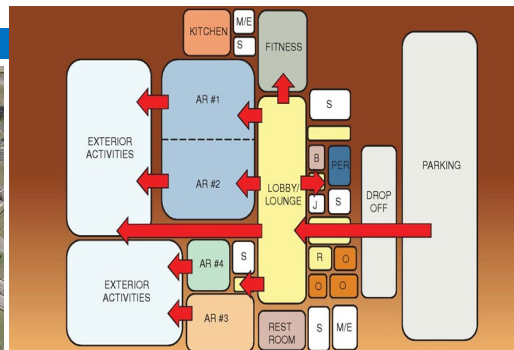 KITCHEN
M/E
S
FITNESS
AR #1
S
EXTERIOR
ACTIVITIES
B
PER
PARKING
AR #2
LOBBY/
LOUNGE
DROP
OFF
J
S
AR #4
S
R
O
EXTERIOR
ACTIVITIES
O
O
AR #3
REST
ROOM
S
M/E